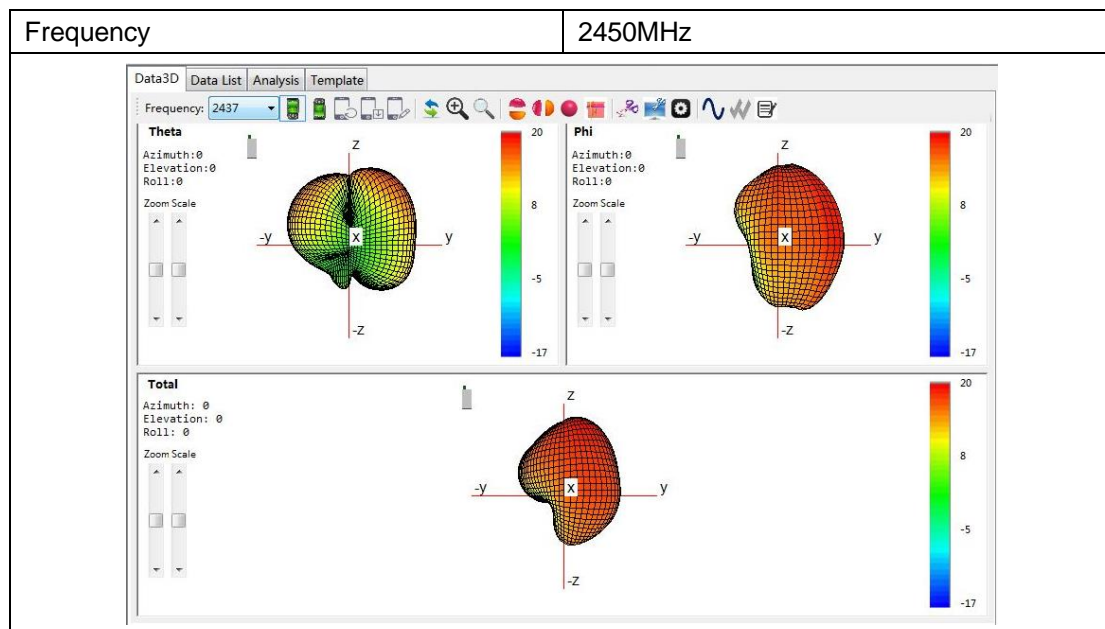 Frequency 2450MHz
Data3D Data List Analysis Template
Frequency: 2437
Theta
Azimuth:0
Elevation:0
Roll:0
Zoom Scale
z
-y
x
y
-z
20
8
-5
-17
Phi
Azimuth:0
Elevation:0
Roll:0
Zoom Scale
z
-y
x
y
-z
20
8
-5
-17
Total
Azimuth: 0
Elevation: 0
Roll: 0
Zoom Scale
z
-y
x
y
-z
20
8
-5
-17